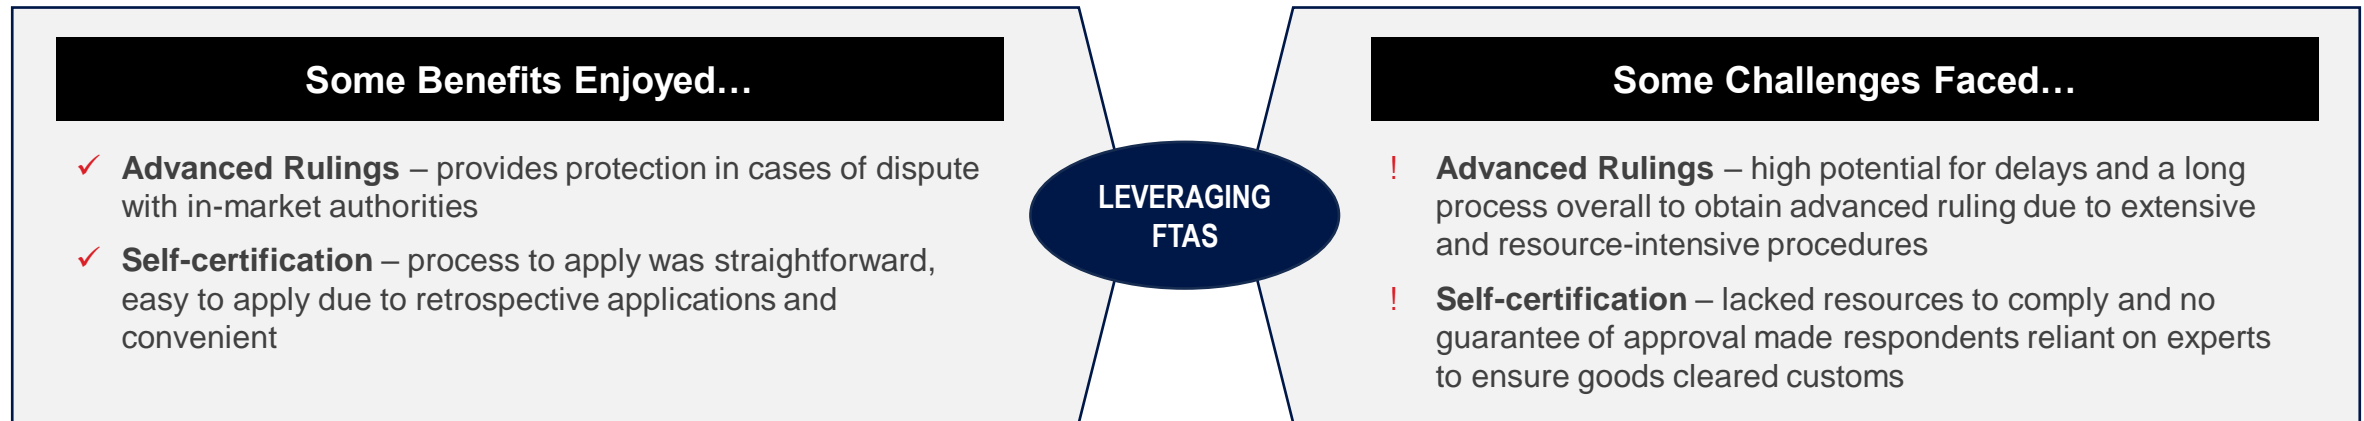 Some Benefits Enjoyed…
✓ Advanced Rulings – provides protection in cases of dispute
with in-market authorities
✓ Self-certification – process to apply was straightforward,
easy to apply due to retrospective applications and
convenient
LEVERAGING
FTAS
Some Challenges Faced…
! Advanced Rulings – high potential for delays and a long
process overall to obtain advanced ruling due to extensive
and resource-intensive procedures
! Self-certification – lacked resources to comply and no
guarantee of approval made respondents reliant on experts
to ensure goods cleared customs